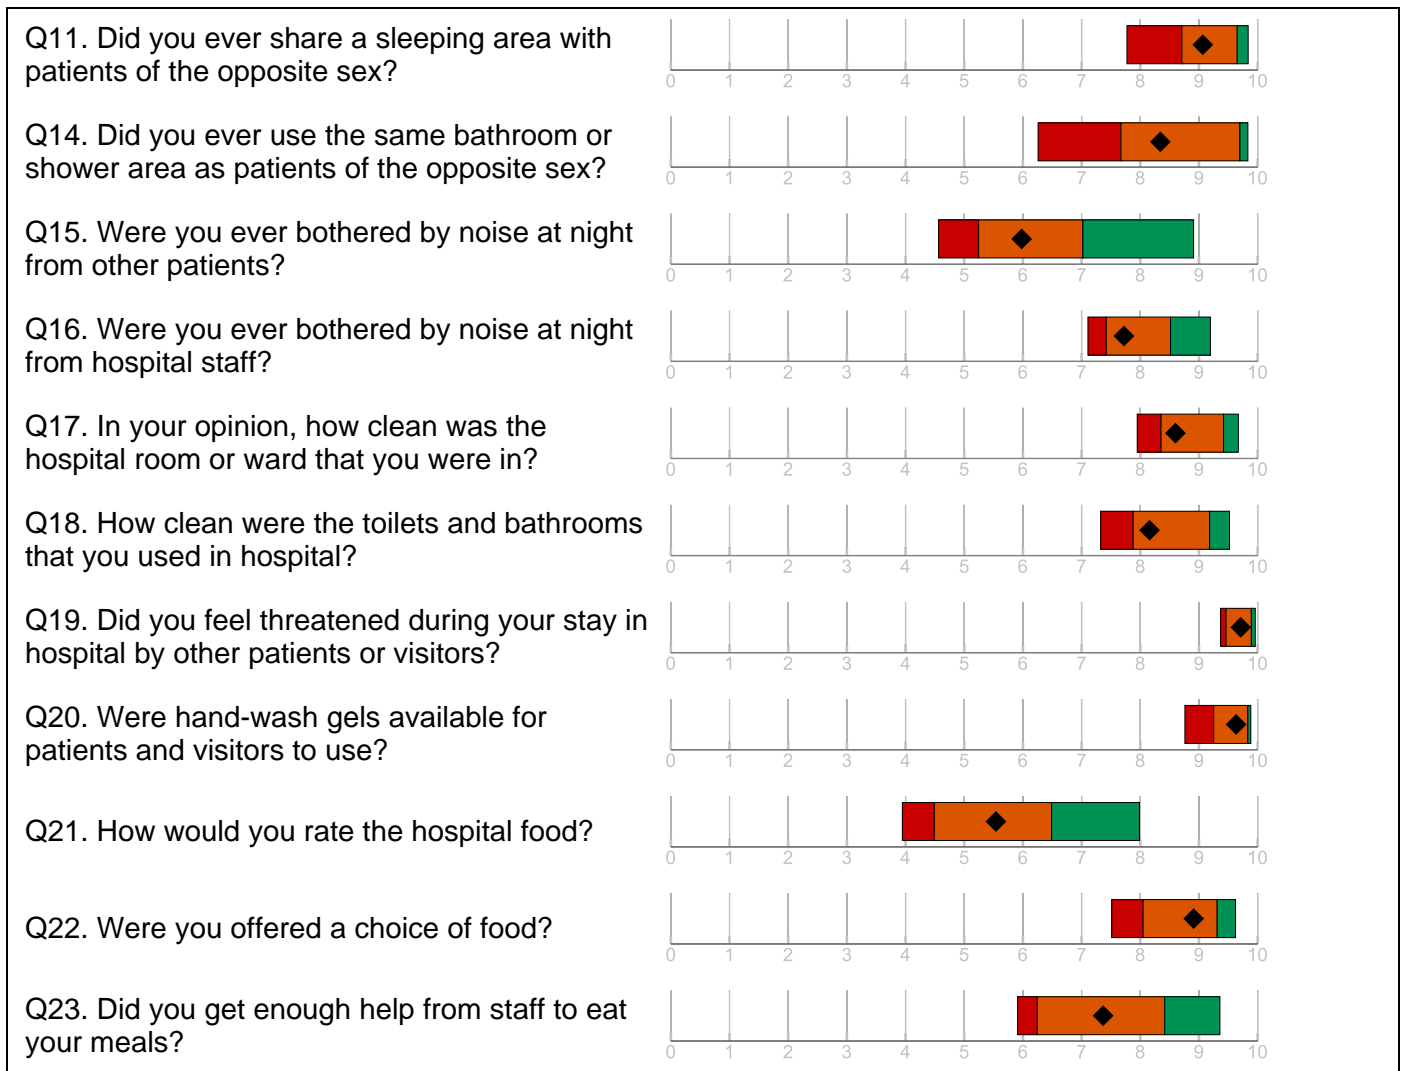 Q11. Did you ever share a sleeping area with
patients of the opposite sex?
0 1 2 3 4 5 6 7 8 9 10
Q14. Did you ever use the same bathroom or
shower area as patients of the opposite sex?
0 1 2 3 4 5 6 7 8 9 10
Q15. Were you ever bothered by noise at night
from other patients?
0 1 2 3 4 5 6 7 8 9 10
Q16. Were you ever bothered by noise at night
from hospital staff?
0 1 2 3 4 5 6 7 8 9 10
Q17. In your opinion, how clean was the
hospital room or ward that you were in?
0 1 2 3 4 5 6 7 8 9 10
Q18. How clean were the toilets and bathrooms
that you used in hospital?
0 1 2 3 4 5 6 7 8 9 10
Q19. Did you feel threatened during your stay in
hospital by other patients or visitors?
0 1 2 3 4 5 6 7 8 9 10
Q20. Were hand-wash gels available for
patients and visitors to use?
0 1 2 3 4 5 6 7 8 9 10
Q21. How would you rate the hospital food?
0 1 2 3 4 5 6 7 8 9 10
Q22. Were you offered a choice of food?
0 1 2 3 4 5 6 7 8 9 10
Q23. Did you get enough help from staff to eat
your meals?
0 1 2 3 4 5 6 7 8 9 10